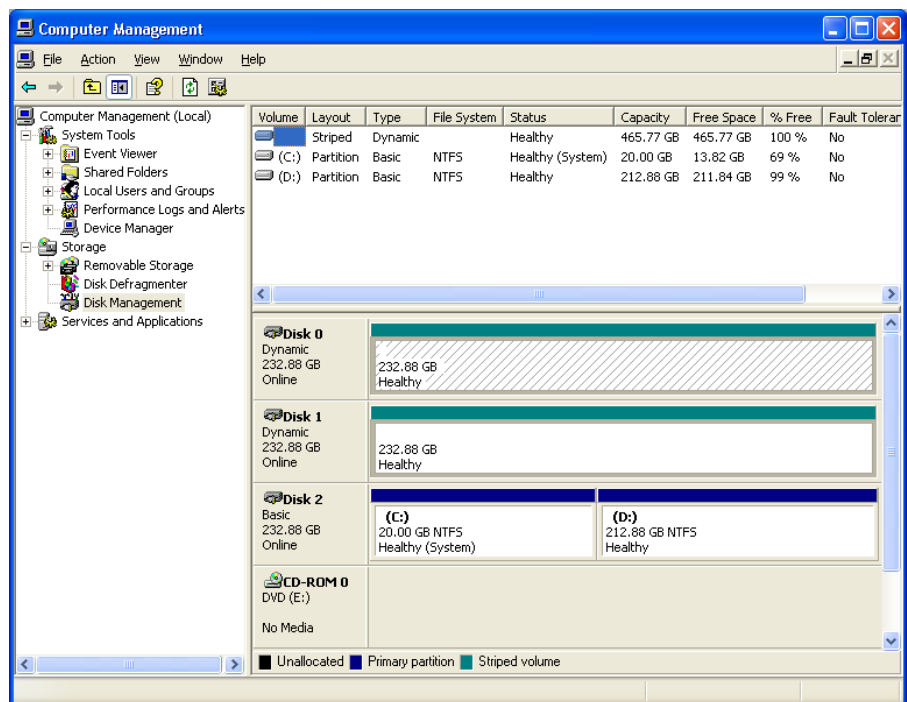 Computer Management
File Action View Window Help
Computer Management (Local)
System Tools
Event Viewer
Shared Folders
Local Users and Groups
Performance Logs and Alerts
Device Manager
Storage
Removable Storage
Disk Defragmenter
Disk Management
Services and Applications
Volume Layout Type File System Status Capacity Free Space % Free Fault Toleran
Striped Dynamic Healthy 465.77 GB 465.77 GB 100 % No
(C:) Partition Basic NTFS Healthy (System) 20.00 GB 13.82 GB 69 % No
(D:) Partition Basic NTFS Healthy 212.88 GB 211.84 GB 99 % No
Disk 0
Dynamic
232.88 GB
Online
232.88 GB
Healthy
Disk 1
Dynamic
232.88 GB
Online
232.88 GB
Healthy
Disk 2
Basic
232.88 GB
Online
(C:)
20.00 GB NTFS
Healthy (System)
(D:)
212.88 GB NTFS
Healthy
CD-ROM 0
DVD (E:)
No Media
Unallocated Primary partition Striped volume